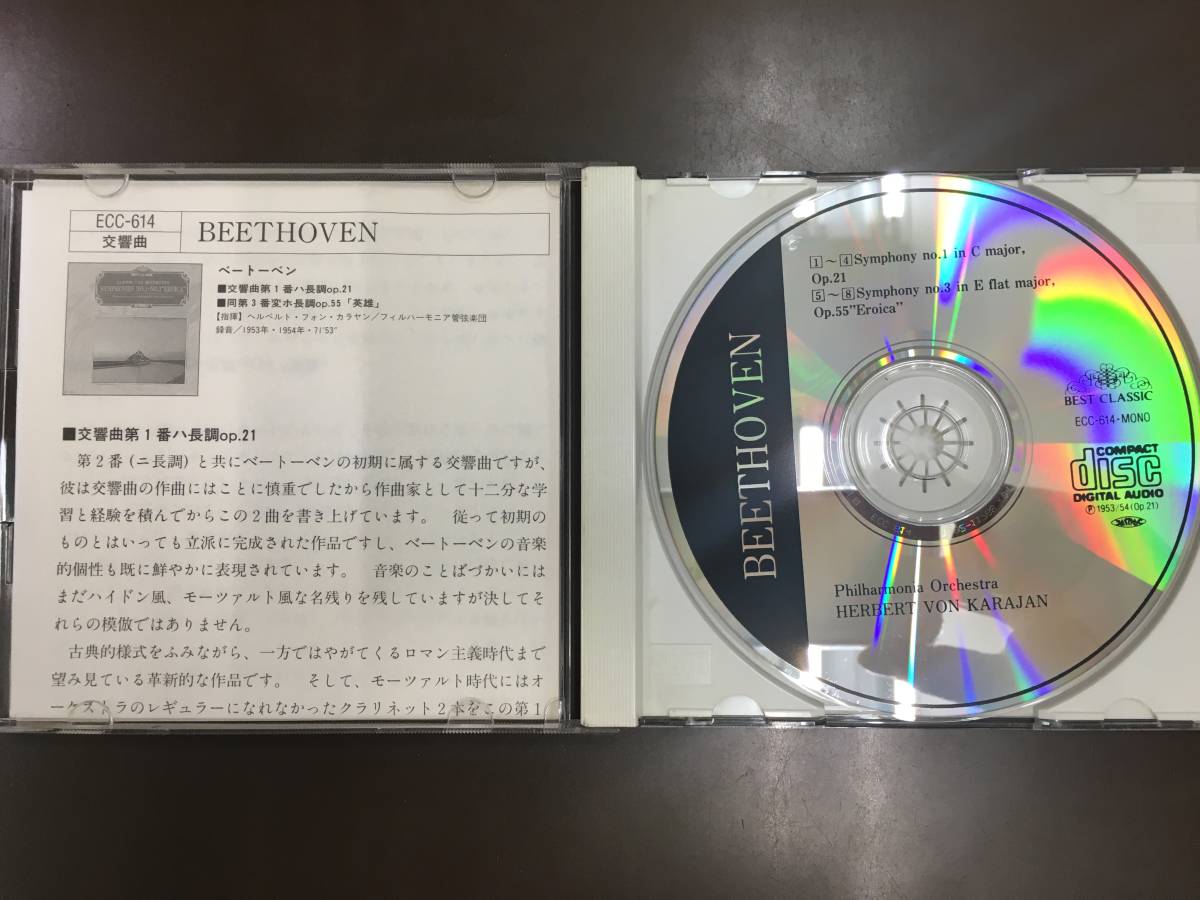 ECC-614
交響曲
BEETHOVEN
ベートーベン
■交響曲第1番ハ長調op.21
■同第3番変ホ長調op.55「英雄」
【指揮】ヘルベルト・フォン・カラヤン／フィルハーモニア管弦楽団
録音／1953年・1954年・71'53"
■交響曲第1番ハ長調op.21
第2番（ニ長調）と共にベートーベンの初期に属する交響曲ですが、
彼は交響曲の作曲にはことに慎重でしたから作曲家として十二分な学
習と経験を積んでからこの2曲を書き上げています。 従って初期の
ものとはいっても立派に完成された作品ですし、ベートーベンの音楽
的個性も既に鮮やかに表現されています。 音楽のことばづかいには
まだハイドン風、モーツァルト風な名残りを残していますが決してそ
れらの模倣ではありません。
古典的様式をふみながら、一方ではやがてくるロマン主義時代まで
望み見ている革新的な作品です。 そして、モーツァルト時代にはオ
ーケストラのレギュラーになれなかったクラリネット2本をこの第1
1～4 Symphony no.1 in C major,
Op.21
5～8 Symphony no.3 in E flat major,
Op.55"Eroica"
BEETHOVEN
BEST CLASSIC
ECC-614-MONO
COMPACT
disc
DIGITAL AUDIO
Ⓟ1953/54(Op.21)
Philharmonia Orchestra
HERBERT VON KARAJAN